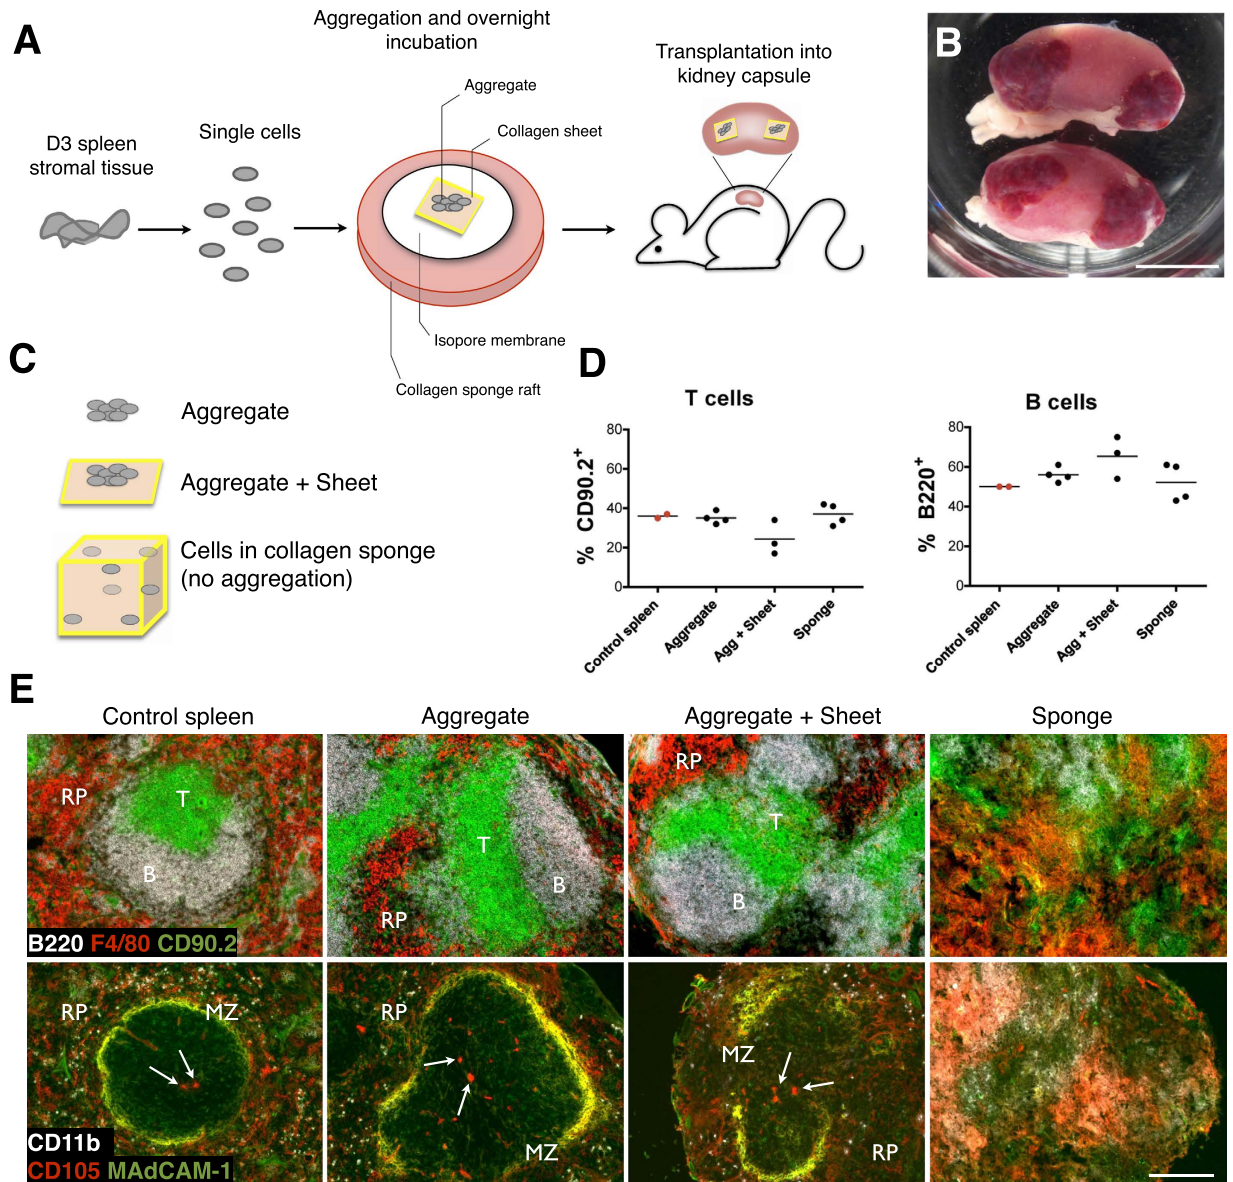 A
Aggregation and overnight
incubation
Aggregate
Collagen sheet
D3 spleen
stromal tissue
Single cells
Isopore membrane
Collagen sponge raft
Transplantation into
kidney capsule
B
C
Aggregate
Aggregate + Sheet
Cells in collagen sponge
(no aggregation)
D
T cells
% CD90.2+
80
60
40
20
0
Control spleen
Aggregate
Agg + Sheet
Sponge
B cells
% B220+
80
60
40
20
0
Control spleen
Aggregate
Agg + Sheet
Sponge
E
Control spleen
Aggregate
Aggregate + Sheet
Sponge
RP
T
B
B220 F4/80 CD90.2
T
B
RP
RP
T
B
RP
MZ
CD11b
CD105 MAdCAM-1
RP
MZ
MZ
RP